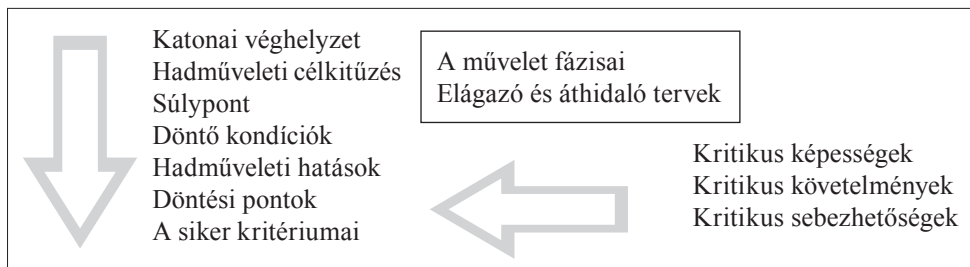 Katonai véghelyzet
Hadműveleti célkitűzés
Súlypont
Döntő kondíciók
Hadműveleti hatások
Döntési pontok
A siker kritériumai
A művelet fázisai
Elágazó és áthidaló tervek
Kritikus képességek
Kritikus követelmények
Kritikus sebezhetőségek